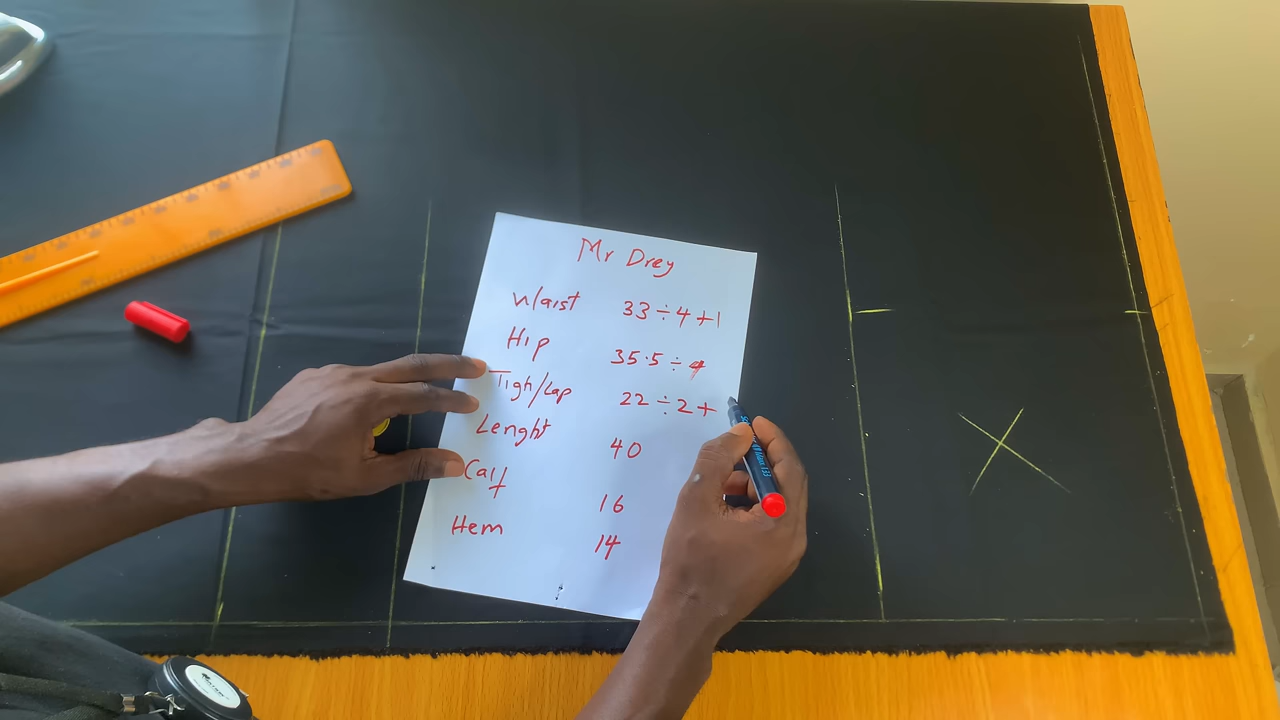 Mr Drey
Waist 33÷4+1
Hip 35.5÷4
Tigh/Lap 22÷2+
Lenght 40
Calf 16
Hem 14